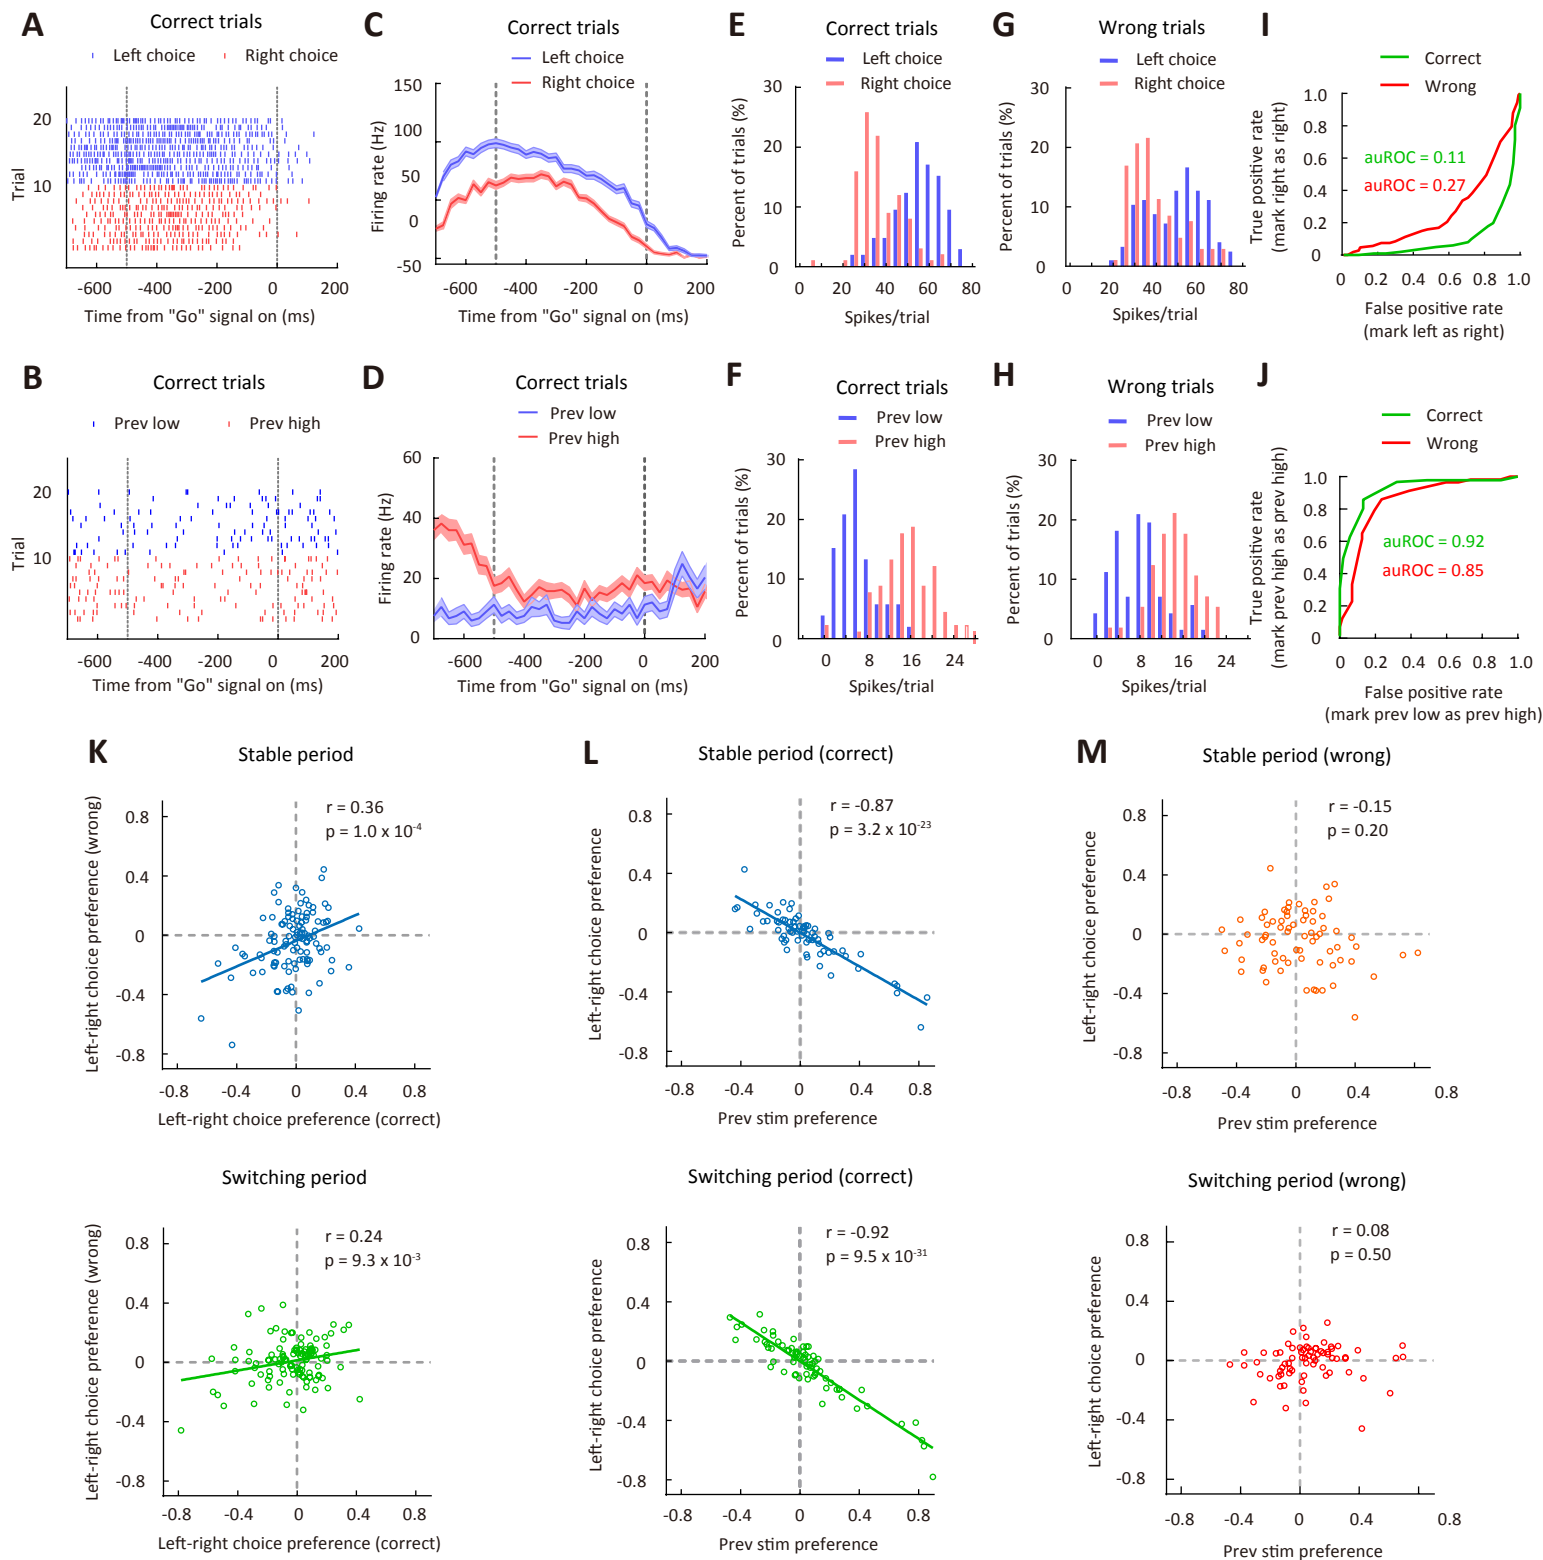 A
Correct trials
Left choice
Right choice
Trial
20
10
-600
-400
-200
0
200
Time from "Go" signal on (ms)
C
Correct trials
Left choice
Right choice
Firing rate (Hz)
150
100
50
0
-50
-600
-400
-200
0
200
Time from "Go" signal on (ms)
E
Correct trials
Left choice
Right choice
Percent of trials (%)
30
20
10
0
0
20
40
60
80
Spikes/trial
G
Wrong trials
Left choice
Right choice
Percent of trials (%)
30
20
10
0
0
20
40
60
80
Spikes/trial
I
Correct
Wrong
True positive rate
(mark right as right)
1.0
0.8
0.6
0.4
0.2
0
auROC = 0.11
auROC = 0.27
0
0.2
0.4
0.6
0.8
1.0
False positive rate
(mark left as right)
B
Correct trials
Prev low
Prev high
Trial
20
10
-600
-400
-200
0
200
Time from "Go" signal on (ms)
D
Correct trials
Prev low
Prev high
Firing rate (Hz)
60
40
20
0
-600
-400
-200
0
200
Time from "Go" signal on (ms)
F
Correct trials
Prev low
Prev high
Percent of trials (%)
30
20
10
0
0
8
16
24
Spikes/trial
H
Wrong trials
Prev low
Prev high
Percent of trials (%)
30
20
10
0
0
8
16
24
Spikes/trial
J
Correct
Wrong
True positive rate
(mark prev high as prev high)
1.0
0.8
0.6
0.4
0.2
0
auROC = 0.92
auROC = 0.85
0
0.2
0.4
0.6
0.8
1.0
False positive rate
(mark prev low as prev high)
K
Stable period
r = 0.36
p = 1.0 x 10⁻⁴
Left-right choice preference (wrong)
0.8
0.4
0
-0.4
-0.8
-0.8
-0.4
0
0.4
0.8
Left-right choice preference (correct)
L
Stable period (correct)
r = -0.87
p = 3.2 x 10⁻²³
Left-right choice preference
0.8
0.4
0
-0.4
-0.8
-0.8
-0.4
0
0.4
0.8
Prev stim preference
M
Stable period (wrong)
r = -0.15
p = 0.20
Left-right choice preference
0.8
0.4
0
-0.4
-0.8
-0.8
-0.4
0
0.4
0.8
Prev stim preference
Switching period
r = 0.24
p = 9.3 x 10⁻³
Left-right choice preference (wrong)
0.8
0.4
0
-0.4
-0.8
-0.8
-0.4
0
0.4
0.8
Left-right choice preference (correct)
Switching period (correct)
r = -0.92
p = 9.5 x 10⁻³¹
Left-right choice preference
0.8
0.4
0
-0.4
-0.8
-0.8
-0.4
0
0.4
0.8
Prev stim preference
Switching period (wrong)
r = 0.08
p = 0.50
Left-right choice preference
0.8
0.4
0
-0.4
-0.8
-0.8
-0.4
0
0.4
0.8
Prev stim preference